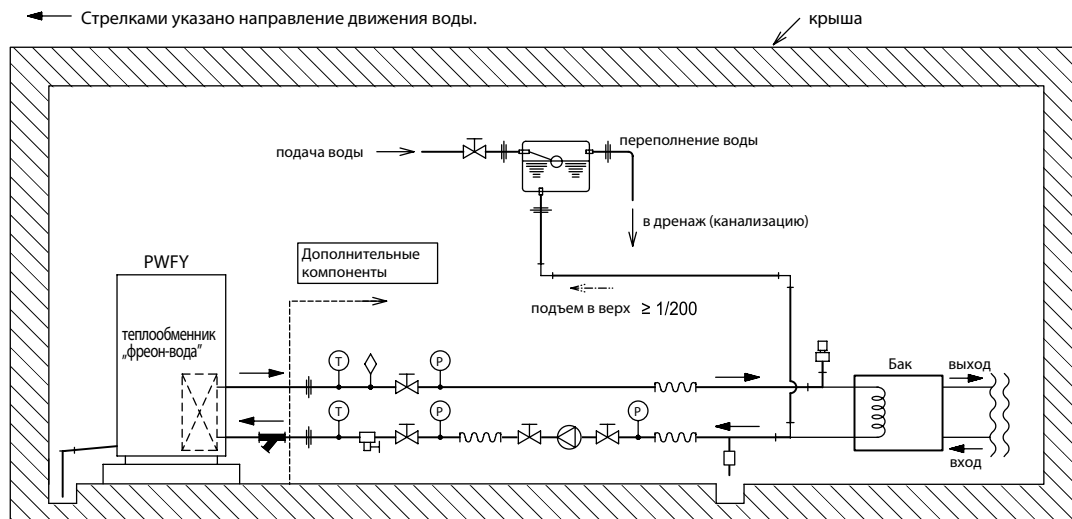 Стрелками указано направление движения воды.
крыша
подача воды
переполнение воды
в дренаж (канализацию)
PWFY
Дополнительные
компоненты
подъем в верх ≥ 1/200
теплообменник
„фреон-вода"
T
P
Бак
выход
T
P
P
вход